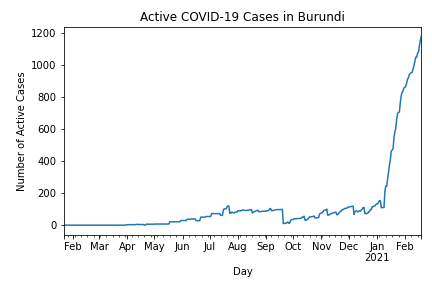 Active COVID-19 Cases in Burundi
Number of Active Cases
1200
1000
800
600
400
200
0
Feb Mar Apr May Jun Jul Aug Sep Oct Nov Dec Jan Feb
2021
Day